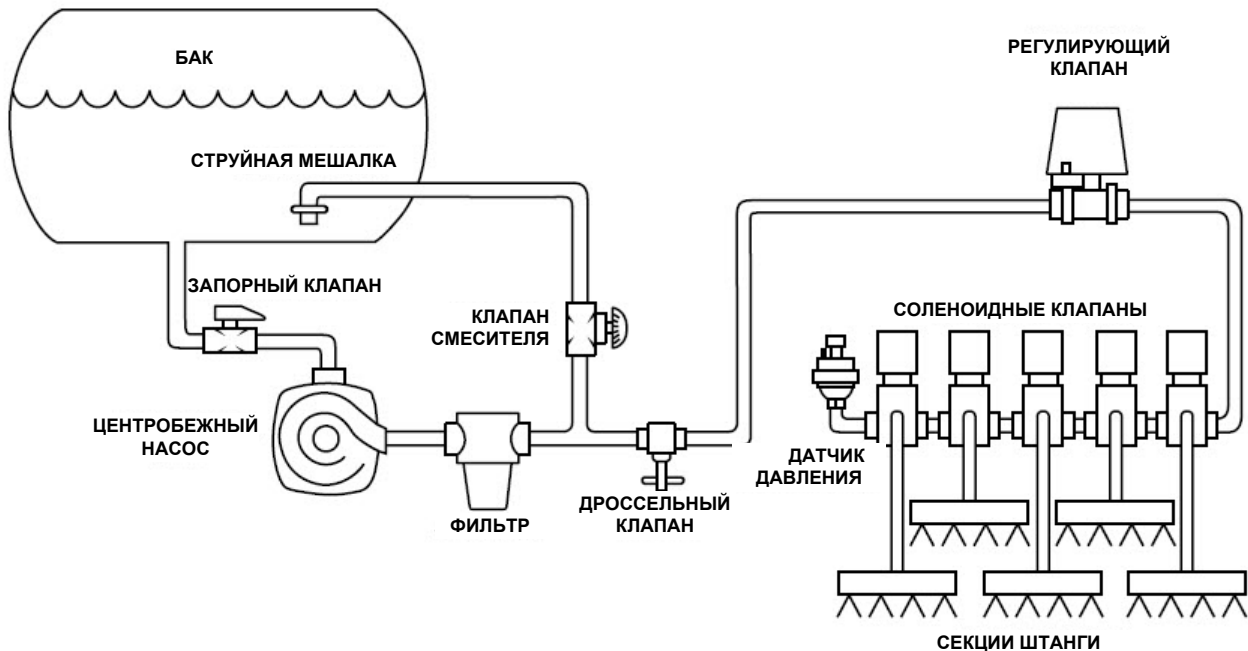 БАК
РЕГУЛИРУЮЩИЙ
КЛАПАН
СТРУЙНАЯ МЕШАЛКА
ЗАПОРНЫЙ КЛАПАН
КЛАПАН
СМЕСИТЕЛЯ
СОЛЕНОИДНЫЕ КЛАПАНЫ
ЦЕНТРОБЕЖНЫЙ
НАСОС
ДАТЧИК
ДАВЛЕНИЯ
ФИЛЬТР
ДРОССЕЛЬНЫЙ
КЛАПАН
СЕКЦИИ ШТАНГИ